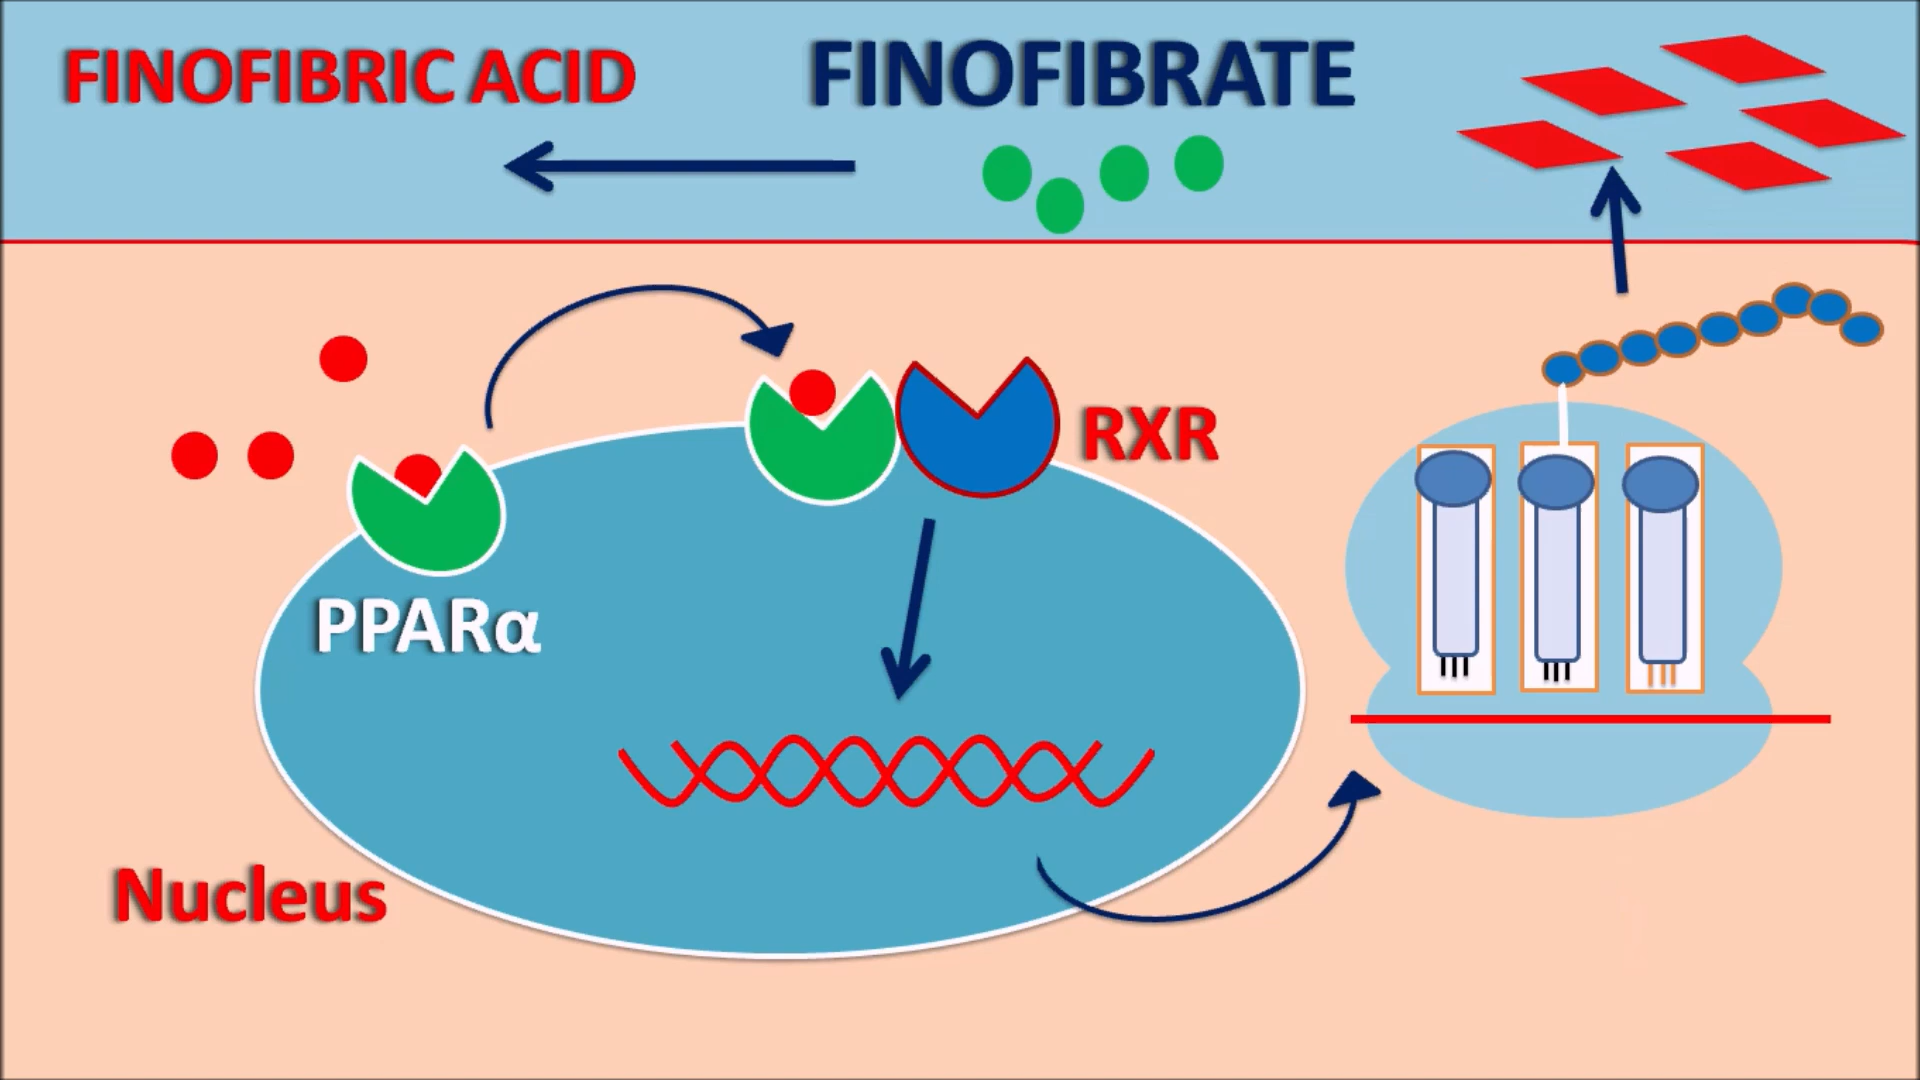 FINOFIBRIC ACID
FINOFIBRATE
RXR
PPARα
Nucleus